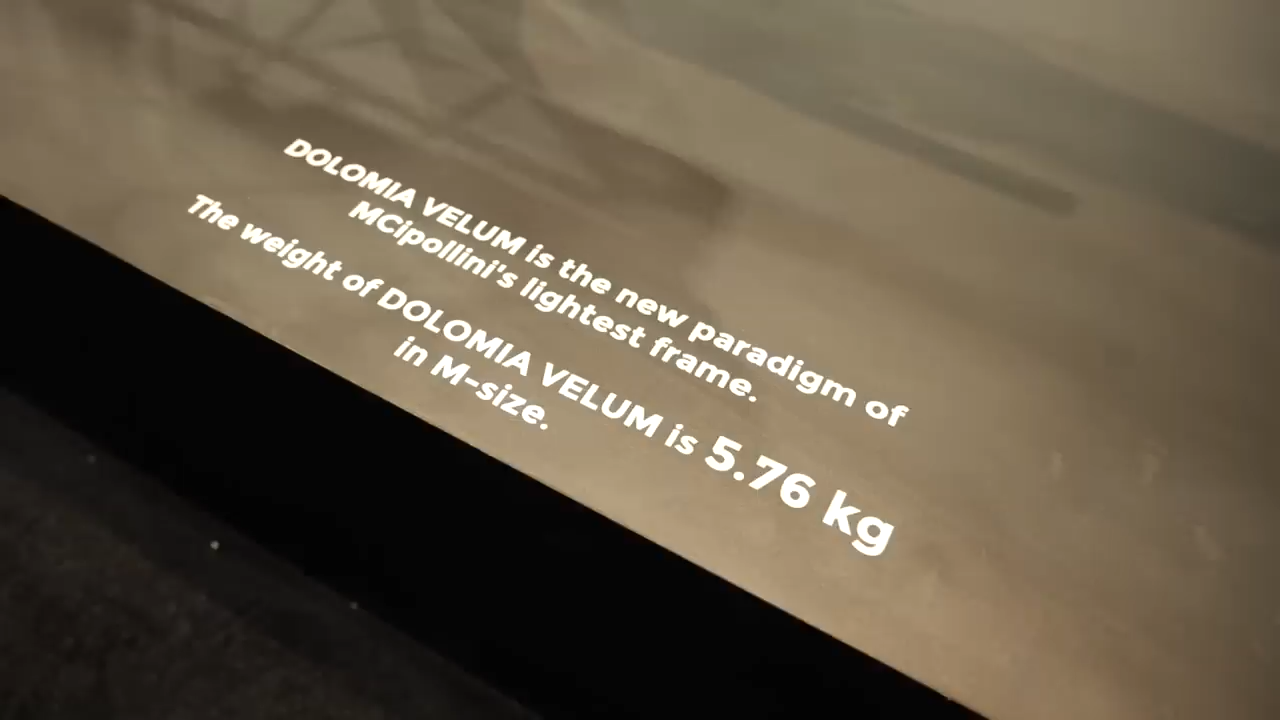 DOLOMIA VELUM is the new paradigm of
MCipollini's lightest frame.
The weight of DOLOMIA VELUM is 5.76 kg
in M-size.